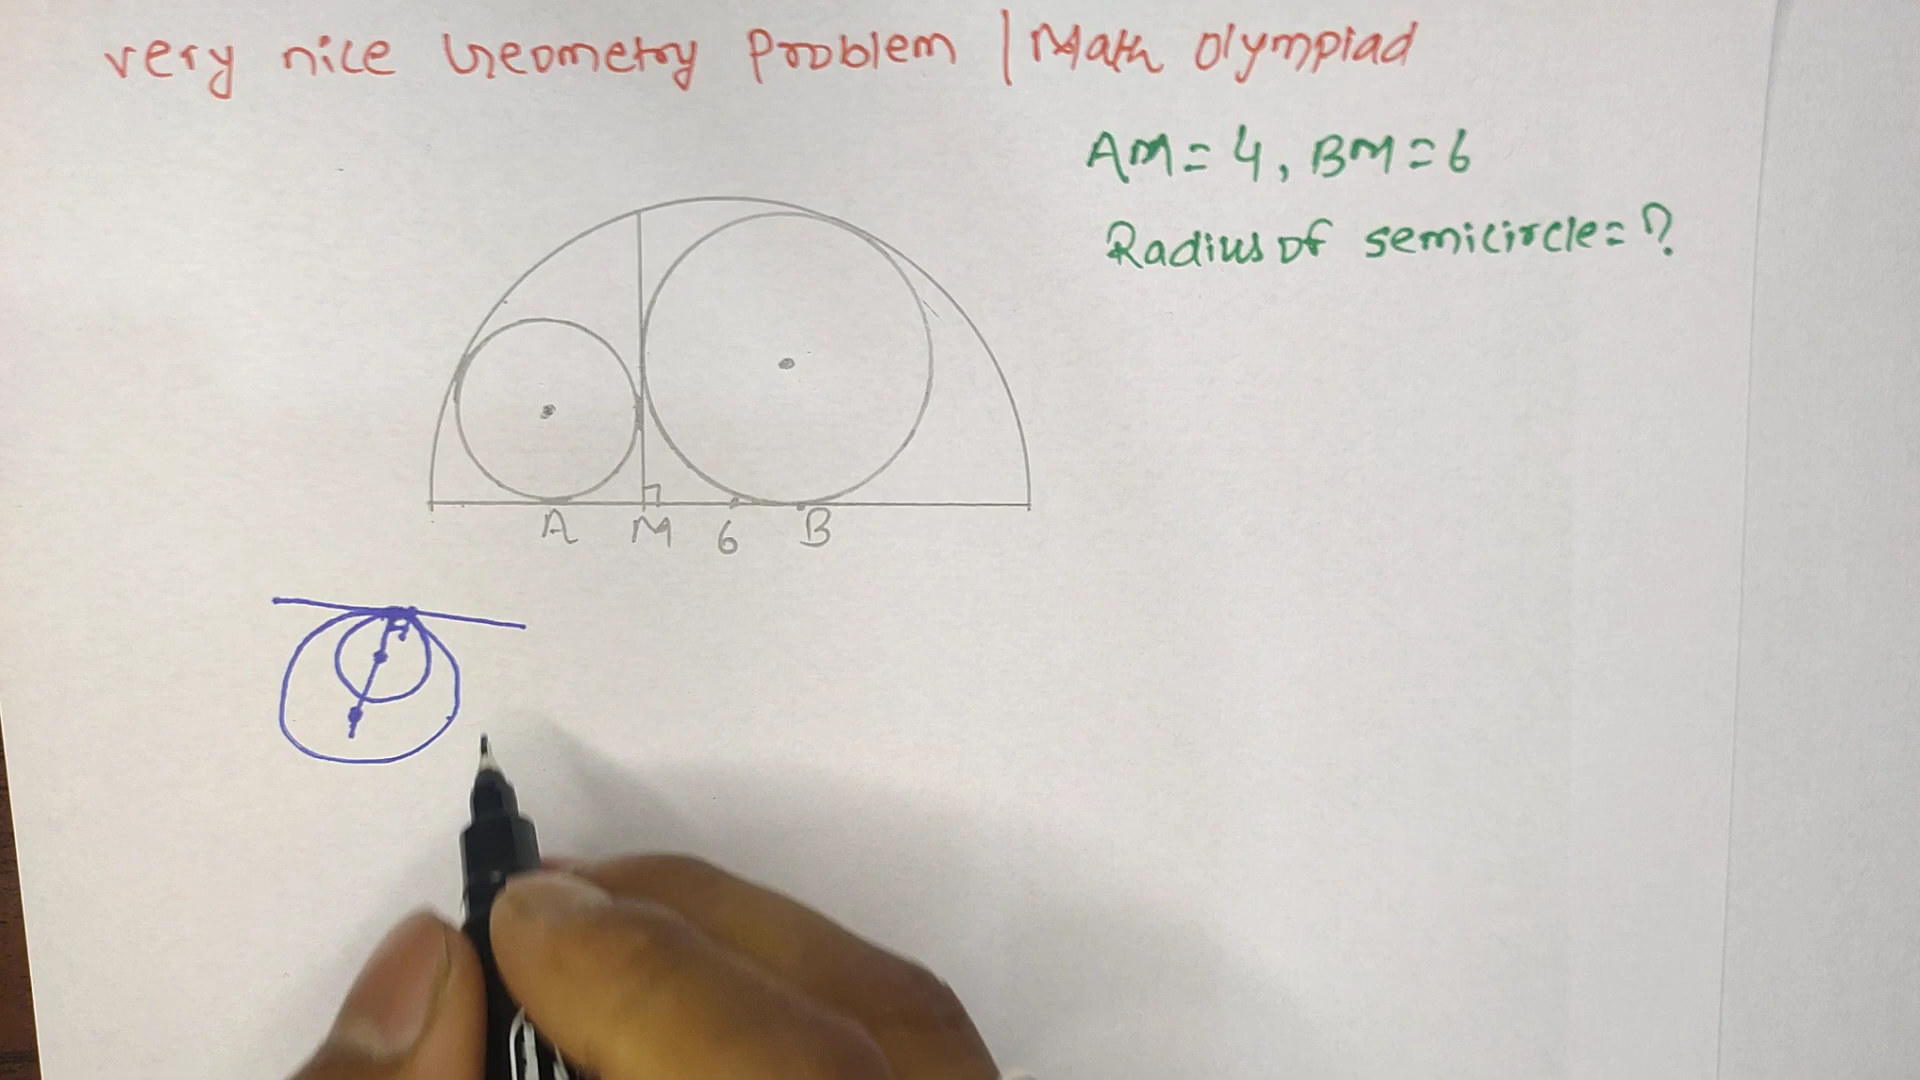 very nice Geometry Problem | Math Olympiad
AM = 4, BM = 6
Radius of semicircle = ?
A M 6 B